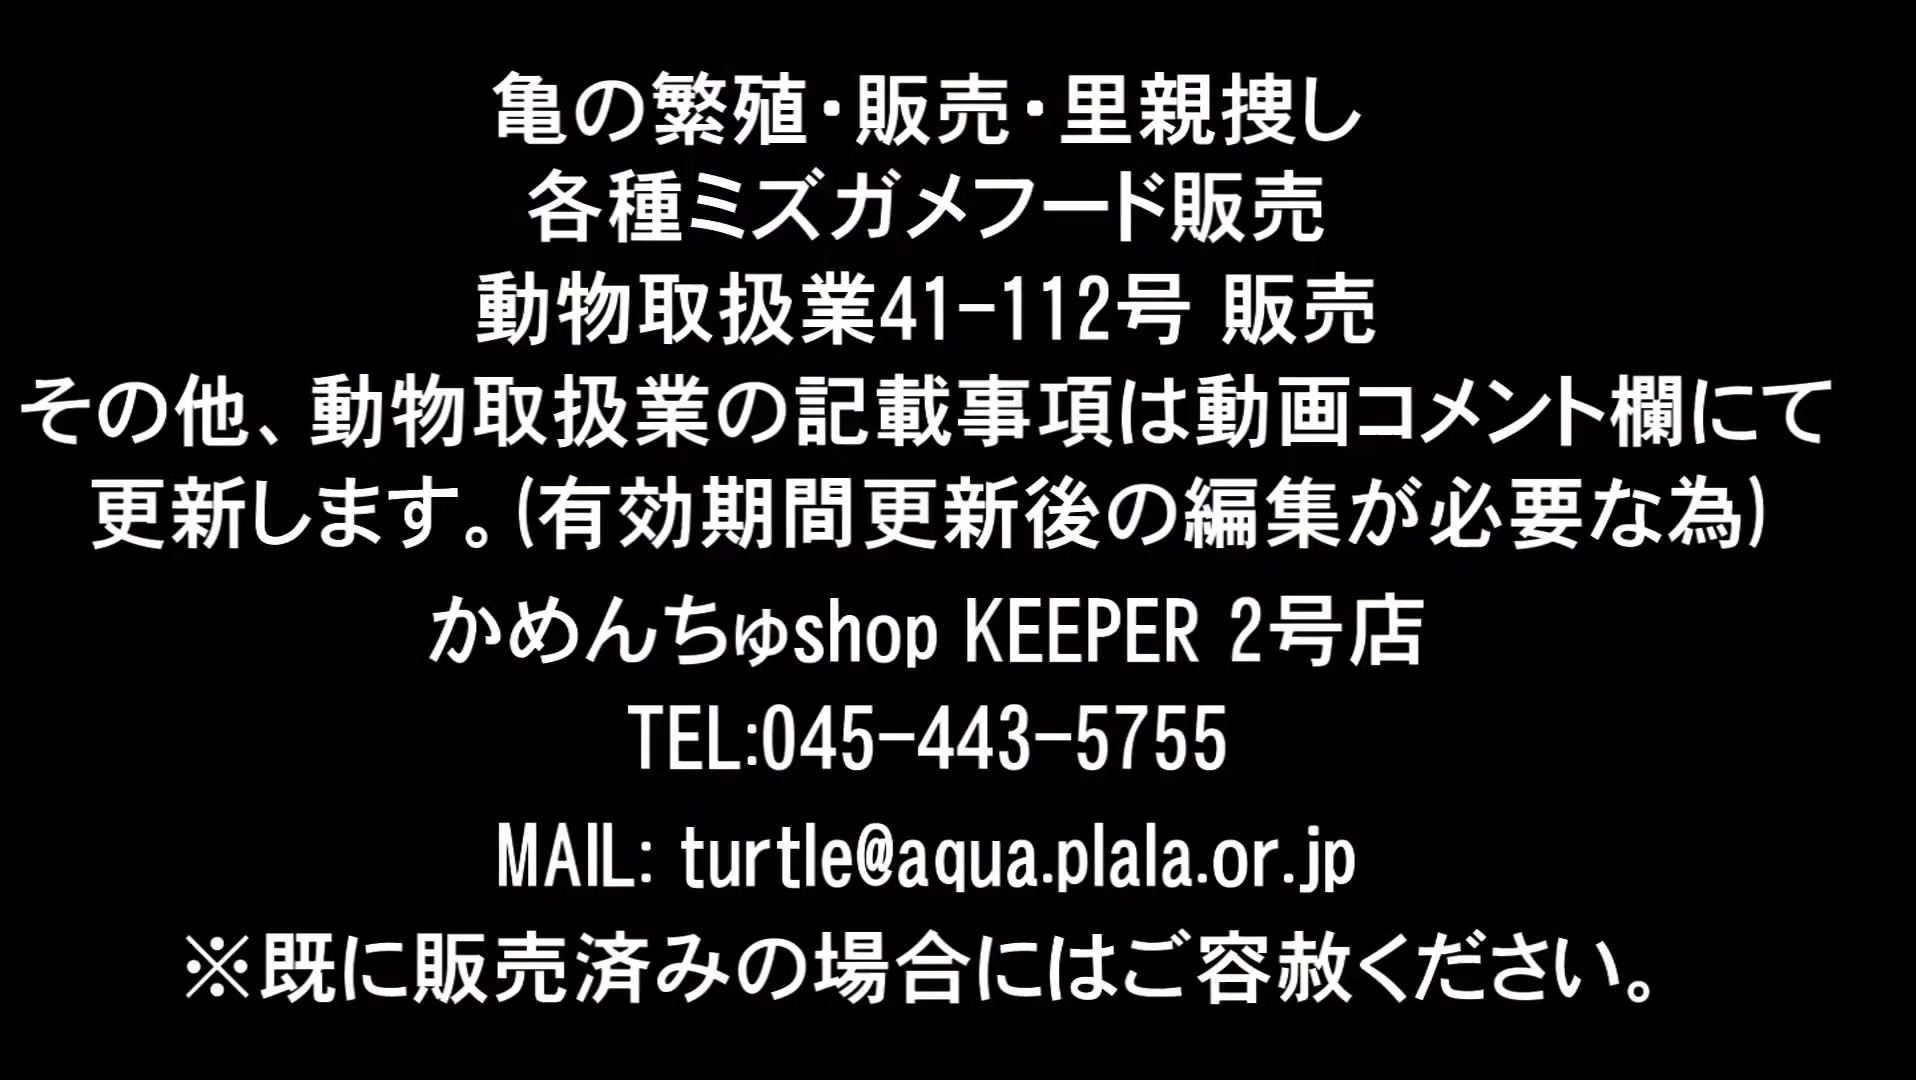 亀の繁殖・販売・里親捜し
各種ミズガメフード販売
動物取扱業41-112号 販売
その他、動物取扱業の記載事項は動画コメント欄にて
更新します。(有効期間更新後の編集が必要な為)
かめんちゅshop KEEPER 2号店
TEL:045-443-5755
MAIL: turtle@aqua.plala.or.jp
※既に販売済みの場合にはご容赦ください。